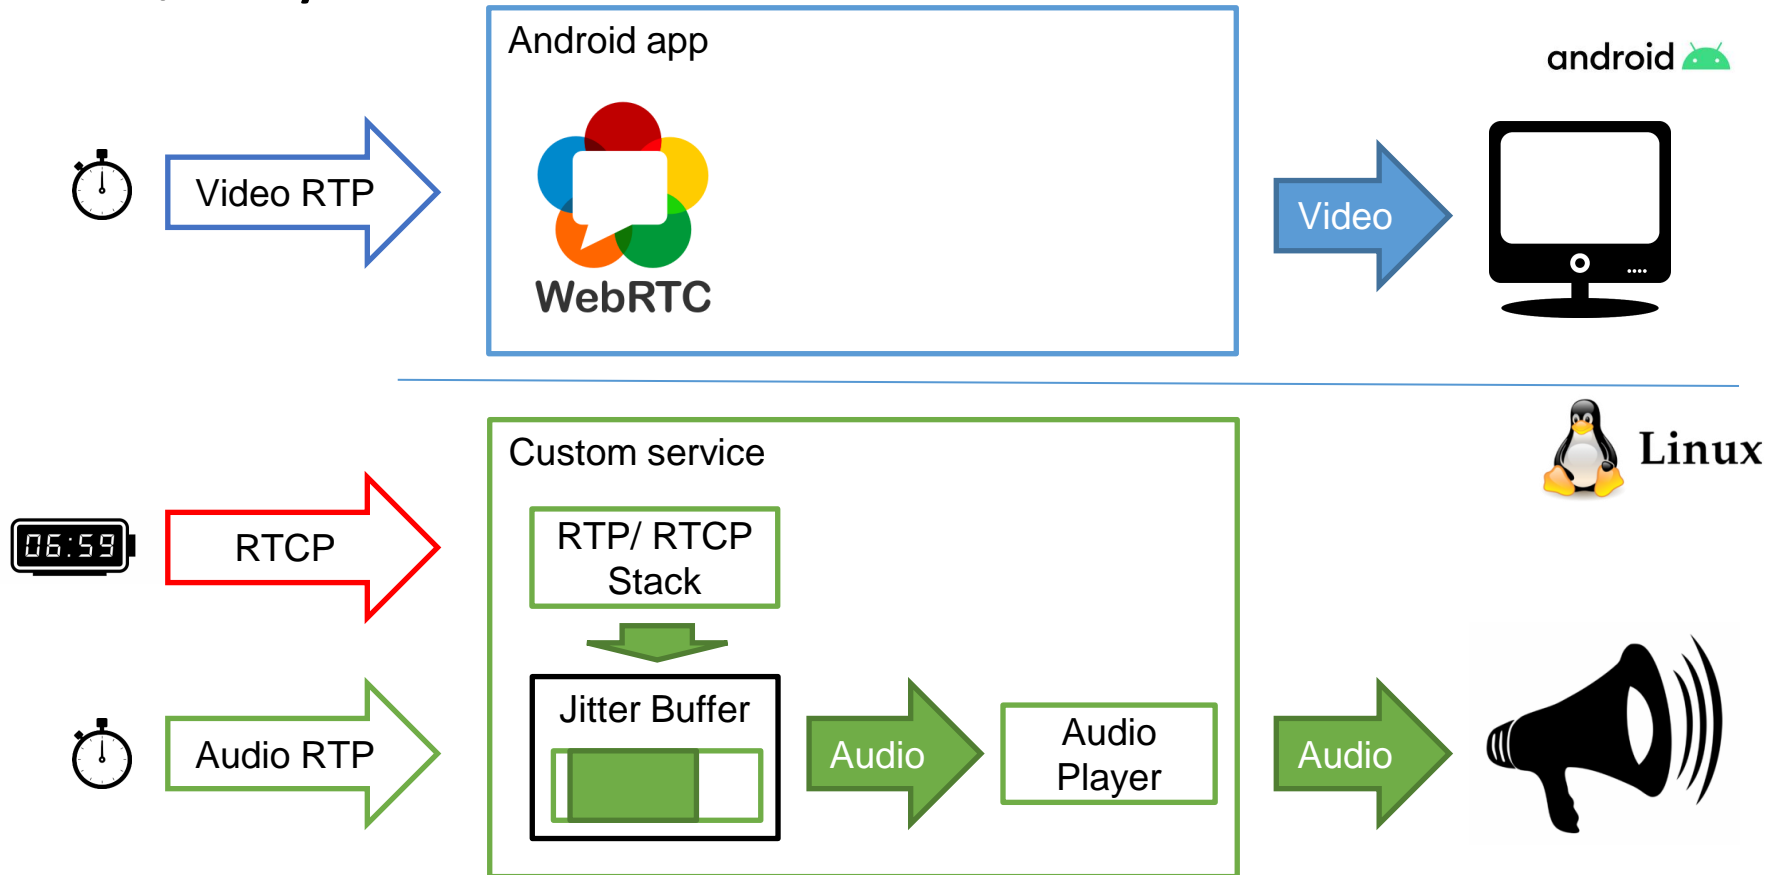 Android app
android
Video RTP
WebRTC
Video
Custom service
Linux
06:59
RTCP
RTP/ RTCP
Stack
Jitter Buffer
Audio RTP
Audio
Audio
Player
Audio